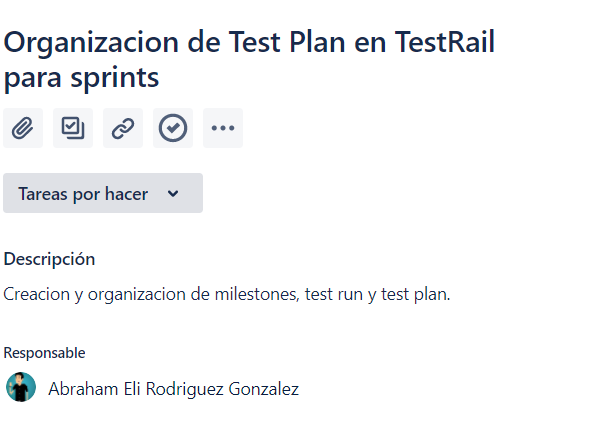 Organizacion de Test Plan en TestRail
para sprints
Tareas por hacer
Descripción
Creacion y organizacion de milestones, test run y test plan.
Responsable
Abraham Eli Rodriguez Gonzalez